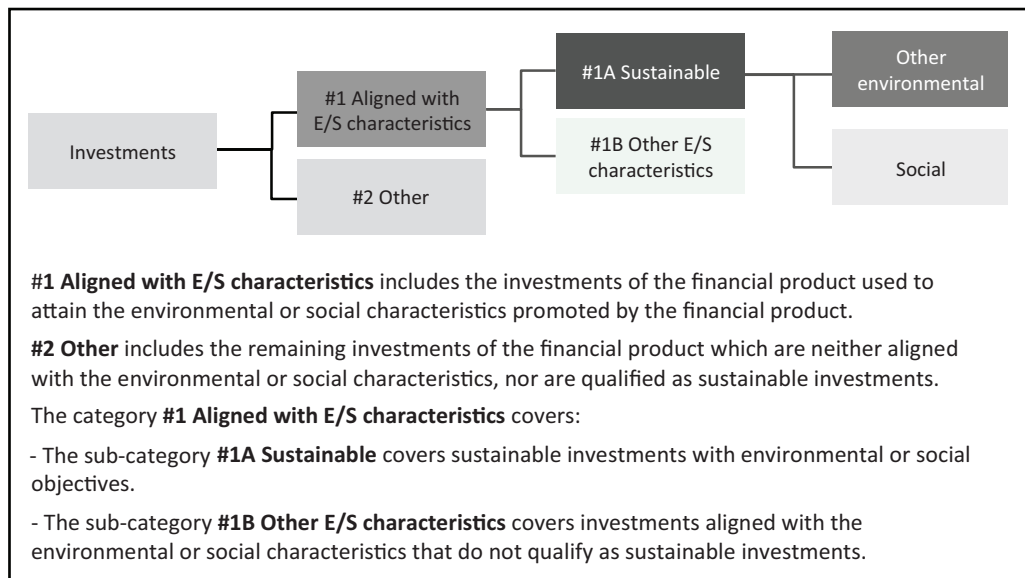 Investments
#1 Aligned with
E/S characteristics
#2 Other
#1A Sustainable
#1B Other E/S
characteristics
Other
environmental
Social
#1 Aligned with E/S characteristics includes the investments of the financial product used to
attain the environmental or social characteristics promoted by the financial product.
#2 Other includes the remaining investments of the financial product which are neither aligned
with the environmental or social characteristics, nor are qualified as sustainable investments.
The category #1 Aligned with E/S characteristics covers:
- The sub-category #1A Sustainable covers sustainable investments with environmental or social
objectives.
- The sub-category #1B Other E/S characteristics covers investments aligned with the
environmental or social characteristics that do not qualify as sustainable investments.